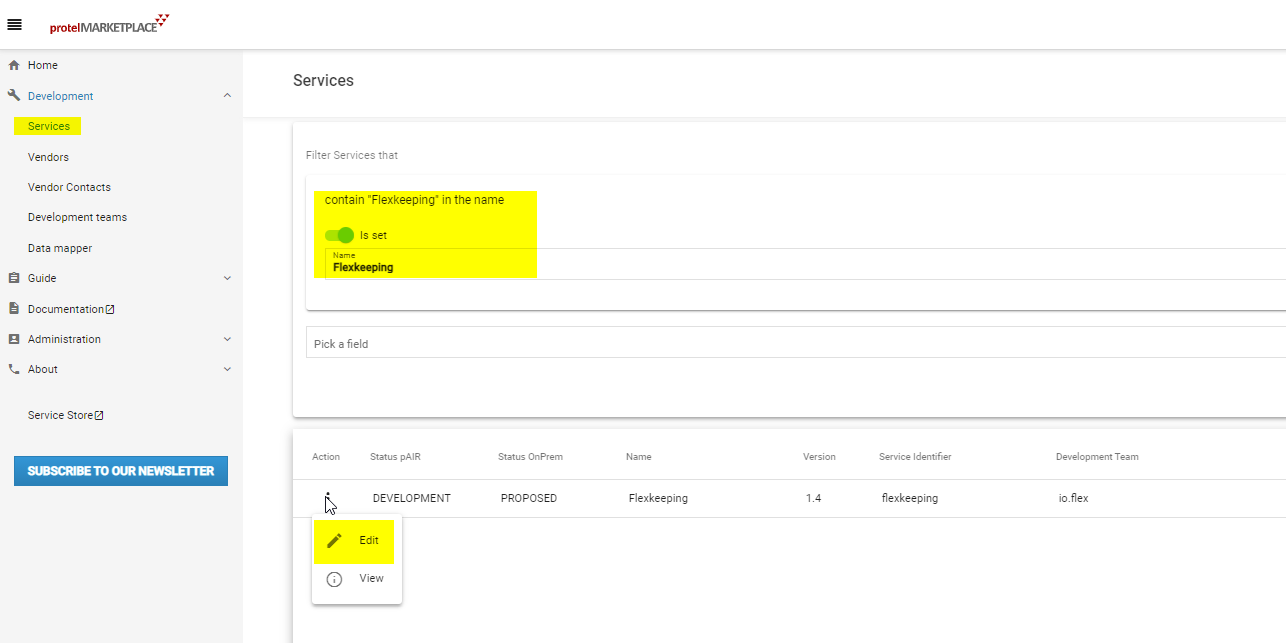 protelMARKETPLACE
Home
Development
Services
Vendors
Vendor Contacts
Development teams
Data mapper
Guide
Documentation
Administration
About
Service Store
SUBSCRIBE TO OUR NEWSLETTER
Services
Filter Services that
contain "Flexkeeping" in the name
Is set
Name
Flexkeeping
Pick a field
Action Status pAIR Status OnPrem Name Version Service Identifier Development Team
DEVELOPMENT PROPOSED Flexkeeping 1.4 flexkeeping io.flex
Edit
View